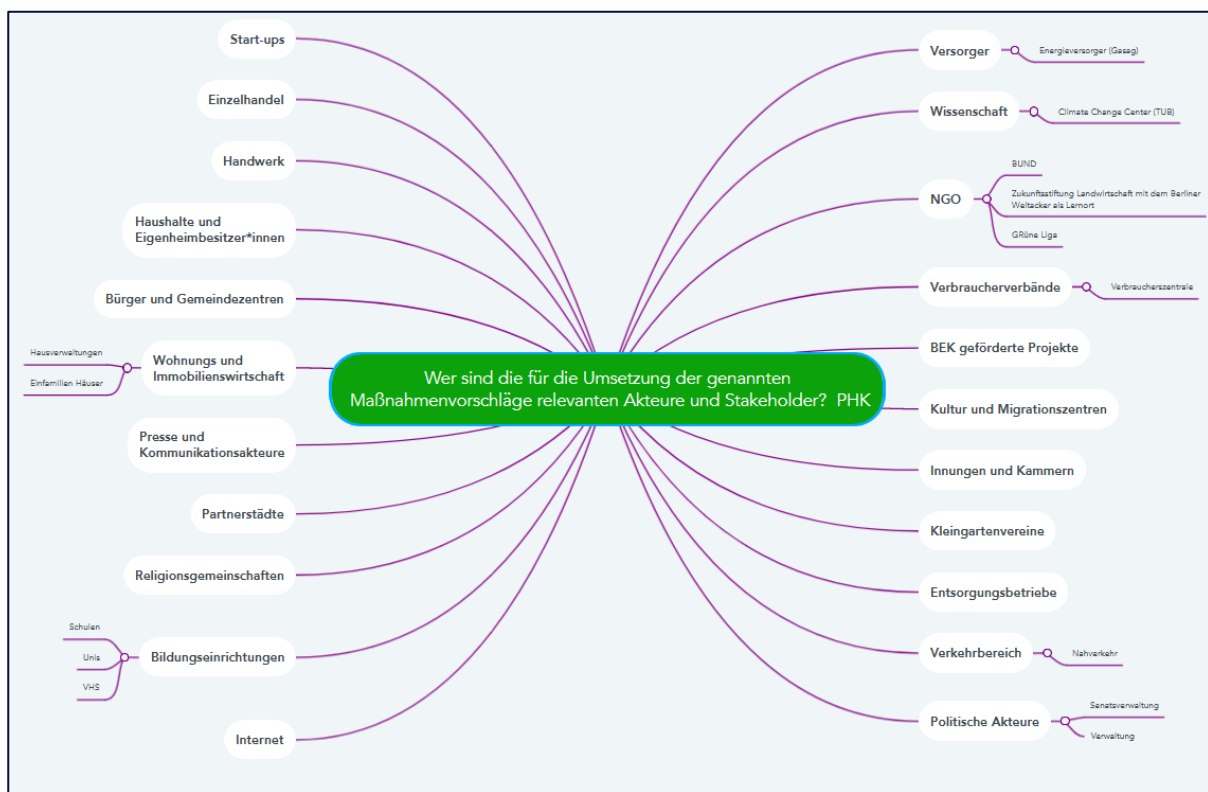 Wer sind die für die Umsetzung der genannten
Maßnahmenvorschläge relevanten Akteure und Stakeholder?  PHK
Start-ups
Einzelhandel
Handwerk
Haushalte und
Eigenheimbesitzer*innen
Bürger und Gemeindezentren
Wohnungs und
Immobilienswirtschaft
Hausverwaltungen
Einfamilien Häuser
Presse und
Kommunikationsakteure
Partnerstädte
Religionsgemeinschaften
Bildungseinrichtungen
Schulen
Unis
VHS
Internet
Versorger
Energieversorger (Gasag)
Wissenschaft
Climate Change Center (TUB)
NGO
BUND
Zukunftsstiftung Landwirtschaft mit dem Berliner
Weltacker als Lernort
GRüne Liga
Verbraucherverbände
Verbraucherszentrale
BEK geförderte Projekte
Kultur und Migrationszentren
Innungen und Kammern
Kleingartenvereine
Entsorgungsbetriebe
Verkehrbereich
Nahverkehr
Politische Akteure
Senatsverwaltung
Verwaltung